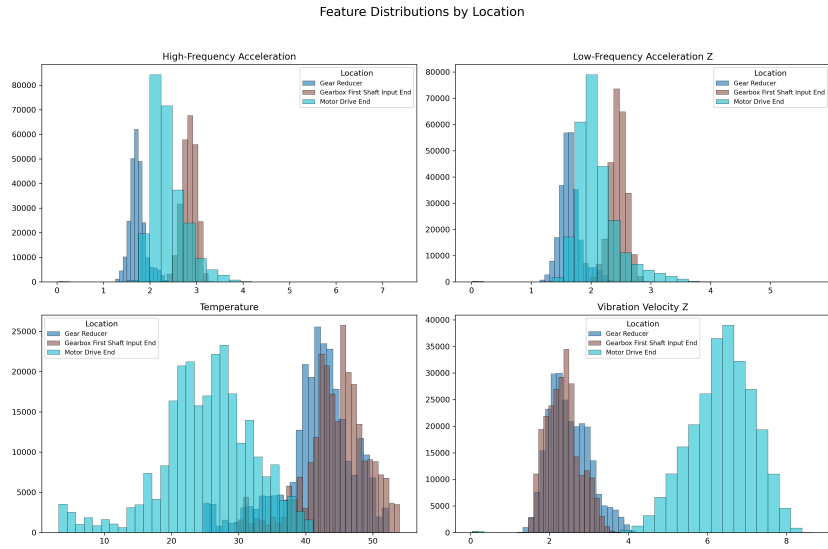 Feature Distributions by Location
High-Frequency Acceleration
Location
Gear Reducer
Gearbox First Shaft Input End
Motor Drive End
80000
70000
60000
50000
40000
30000
20000
10000
0
0 1 2 3 4 5 6 7
Low-Frequency Acceleration Z
Location
Gear Reducer
Gearbox First Shaft Input End
Motor Drive End
80000
70000
60000
50000
40000
30000
20000
10000
0
0 1 2 3 4 5
Temperature
Location
Gear Reducer
Gearbox First Shaft Input End
Motor Drive End
25000
20000
15000
10000
5000
0
10 20 30 40 50
Vibration Velocity Z
Location
Gear Reducer
Gearbox First Shaft Input End
Motor Drive End
40000
35000
30000
25000
20000
15000
10000
5000
0
0 2 4 6 8